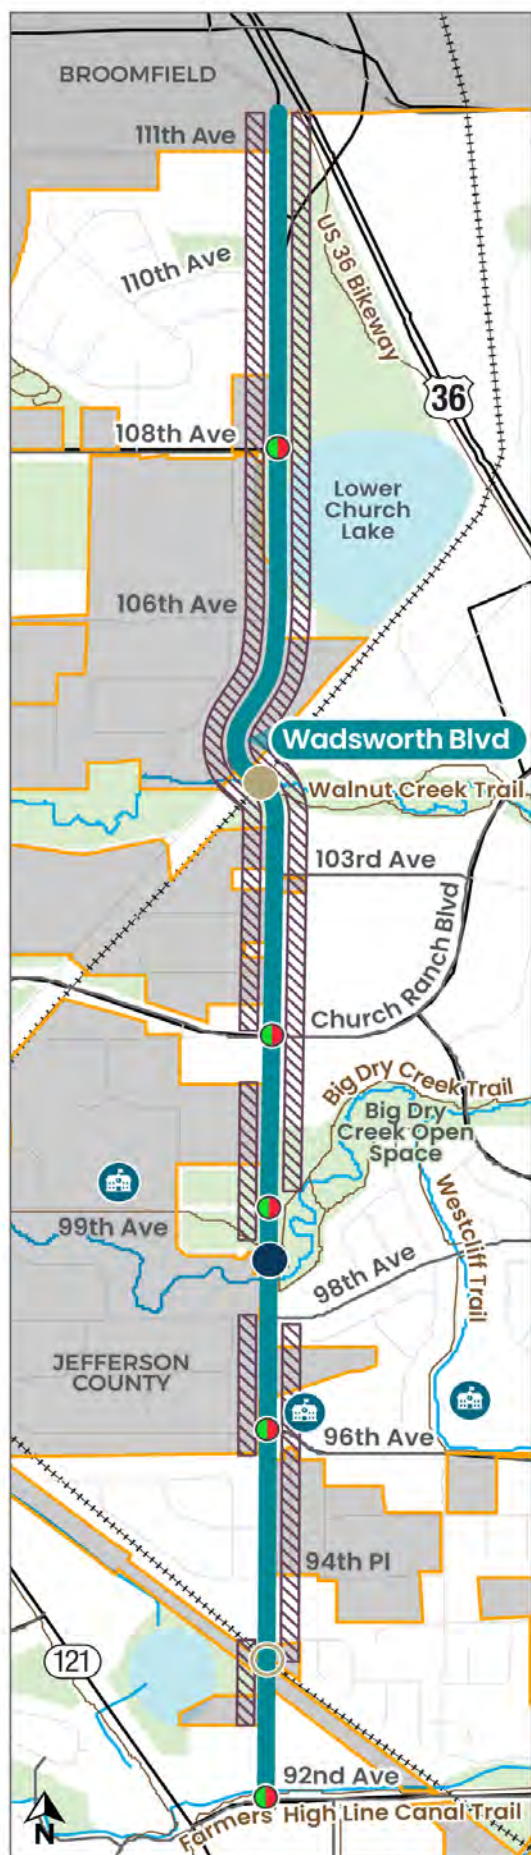 BROOMFIELD
111th Ave
110th Ave
US 36 Bikeway
36
108th Ave
Lower
Church
Lake
106th Ave
Wadsworth Blvd
Walnut Creek Trail
103rd Ave
Church Ranch Blvd
Big Dry Creek Trail
Big Dry
Creek Open
Space
99th Ave
Westcliff Trail
98th Ave
JEFFERSON
COUNTY
96th Ave
94th Pl
121
92nd Ave
Farmers' High Line Canal Trail
N